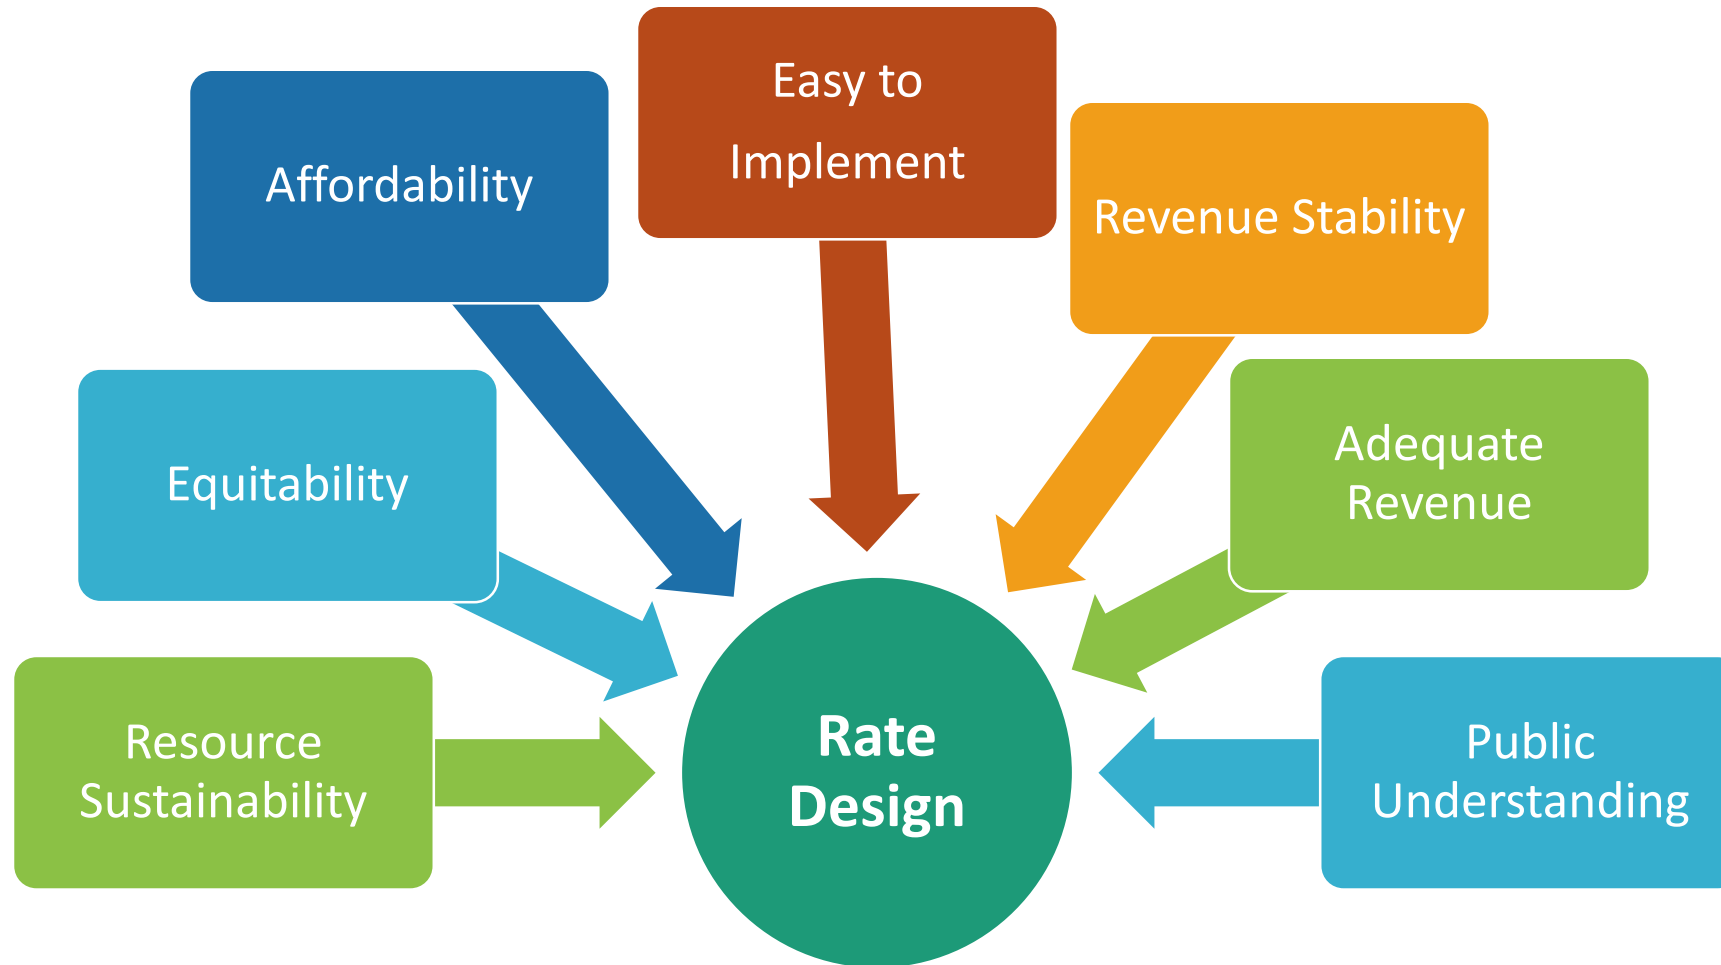 Easy to
Implement
Affordability
Revenue Stability
Equitability
Adequate
Revenue
Resource
Sustainability
Rate
Design
Public
Understanding